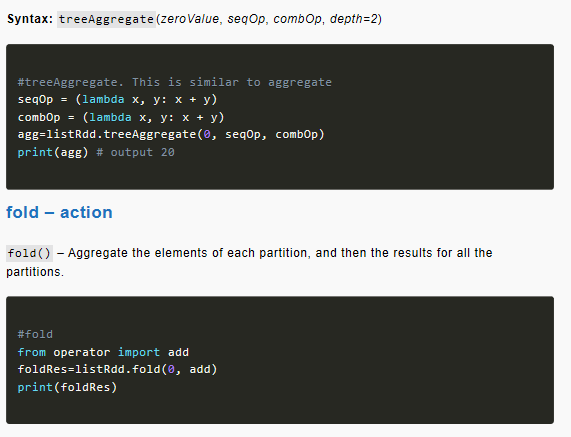 Syntax: treeAggregate(zeroValue, seqOp, combOp, depth=2)
#treeAggregate. This is similar to aggregate
seqOp = (lambda x, y: x + y)
combOp = (lambda x, y: x + y)
agg=listRdd.treeAggregate(0, seqOp, combOp)
print(agg) # output 20
fold – action
fold() – Aggregate the elements of each partition, and then the results for all the
partitions.
#fold
from operator import add
foldRes=listRdd.fold(0, add)
print(foldRes)